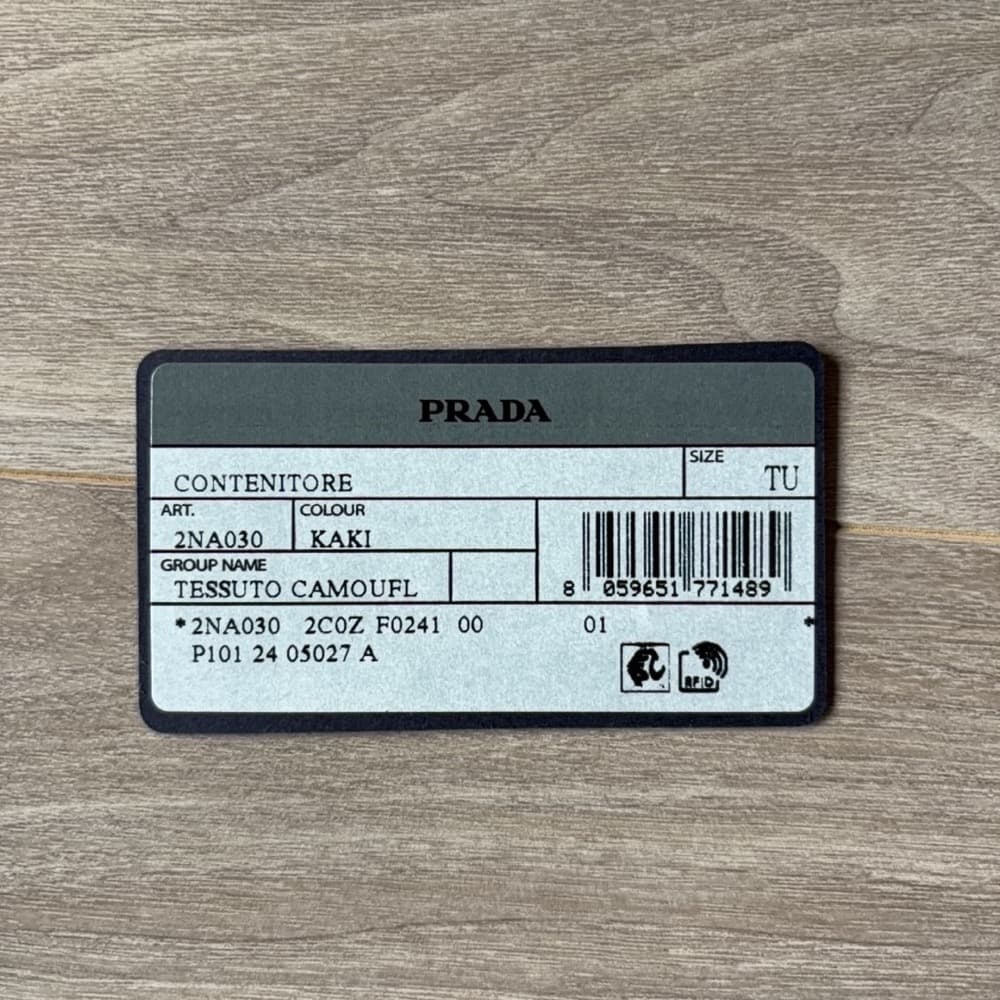 PRADA
CONTENITORE
SIZE
TU
ART.
2NA030
COLOUR
KAKI
GROUP NAME
TESSUTO CAMOUFL
8 059651 771489
*2NA030 2C0Z F0241 00 01 *
P101 24 05027 A
RFID